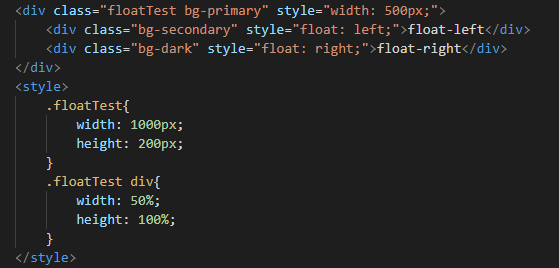 <div class="floatTest bg-primary" style="width: 500px;">
    <div class="bg-secondary" style="float: left;">float-left</div>
    <div class="bg-dark" style="float: right;">float-right</div>
</div>
<style>
    .floatTest{
        width: 1000px;
        height: 200px;
    }
    .floatTest div{
        width: 50%;
        height: 100%;
    }
</style>